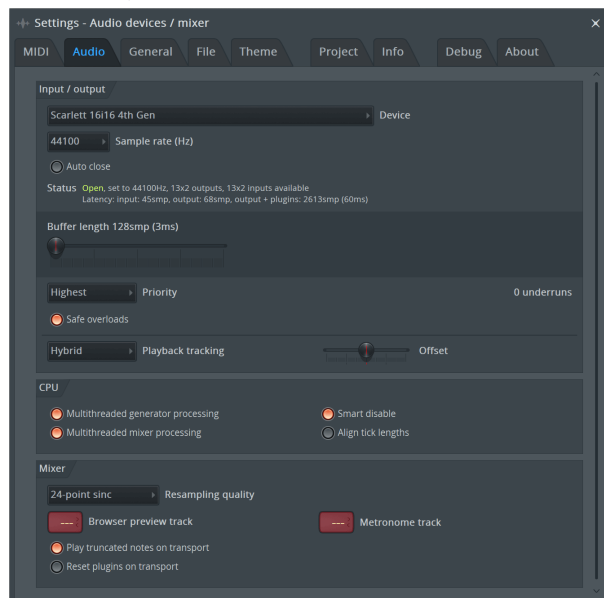 Settings - Audio devices / mixer
MIDI Audio General File Theme Project Info Debug About
Input / output
Scarlett 16i16 4th Gen Device
44100 Sample rate (Hz)
Auto close
Status Open, set to 44100Hz, 13x2 outputs, 13x2 inputs available
Latency: input: 45smp, output: 68smp, output + plugins: 2613smp (60ms)
Buffer length 128smp (3ms)
Highest Priority 0 underruns
Safe overloads
Hybrid Playback tracking Offset
CPU
Multithreaded generator processing Smart disable
Multithreaded mixer processing Align tick lengths
Mixer
24-point sinc Resampling quality
--- Browser preview track --- Metronome track
Play truncated notes on transport
Reset plugins on transport